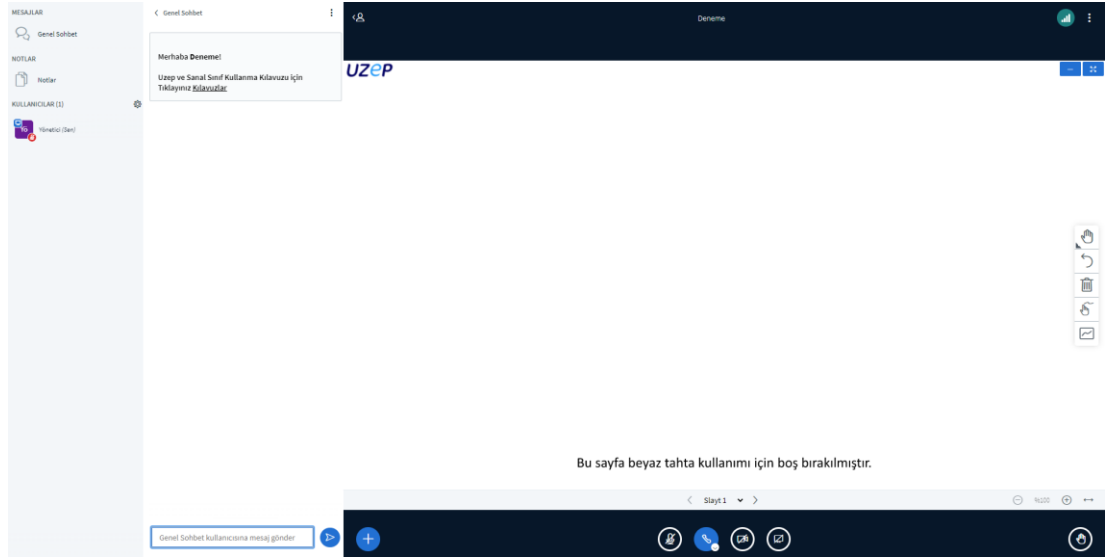 MESAJLAR
Genel Sohbet
NOTLAR
Notlar
KULLANICILAR (1)
Yö
Yönetici (Sen)
Genel Sohbet
Merhaba Deneme!
Uzep ve Sanal Sınıf Kullanma Kılavuzu için
Tıklayınız Kılavuzlar
Genel Sohbet kullanıcısına mesaj gönder
Deneme
UZeP
Bu sayfa beyaz tahta kullanımı için boş bırakılmıştır.
Slayt 1
%100